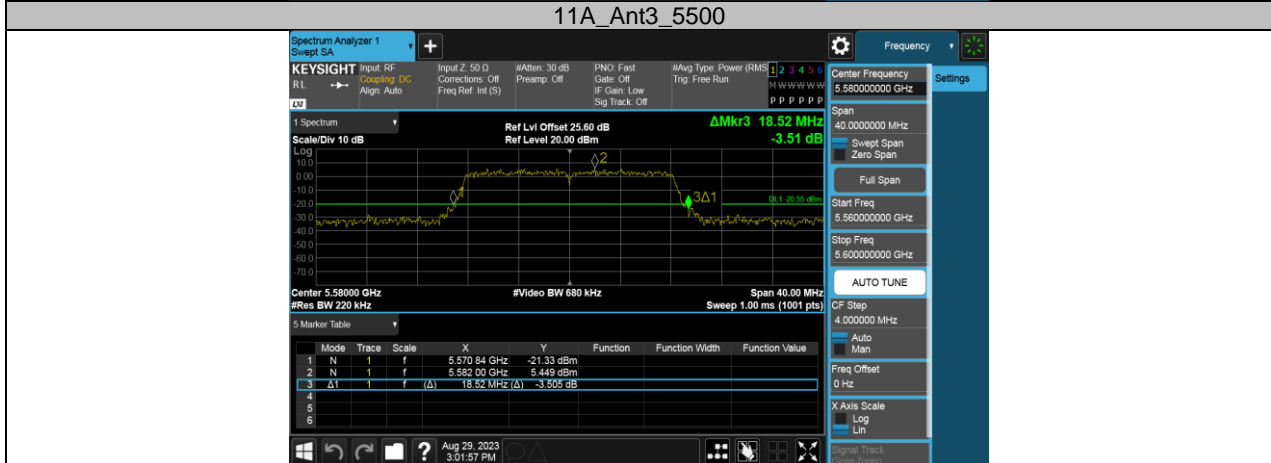 11A_Ant3_5500
Spectrum Analyzer 1
Swept SA
Frequency
KEYSIGHT Input: RF Input Z: 50 Ω #Atten: 30 dB PNO: Fast #Avg Type: Power (RMS 1 2 3 4 5 6
RL Coupling: DC Corrections: Off Preamp: Off Gate: Off Trig: Free Run M W W W W W
Align: Auto Freq Ref: Int (S) IF Gain: Low
Sig Track: Off P P P P P P
Center Frequency
5.580000000 GHz
Settings
Span
40.0000000 MHz
Swept Span
Zero Span
Full Span
Start Freq
5.560000000 GHz
Stop Freq
5.600000000 GHz
AUTO TUNE
CF Step
4.000000 MHz
Auto
Man
Freq Offset
0 Hz
X Axis Scale
Log
Lin
Signal Track
(Span Zoom)
1 Spectrum
Ref Lvl Offset 25.60 dB
ΔMkr3 18.52 MHz
Scale/Div 10 dB Ref Level 20.00 dBm -3.51 dB
Log
10.0
0.00
-10.0
-20.0
-30.0
-40.0
-50.0
-60.0
-70.0
2
3Δ1
DL1 -20.55 dBm
Center 5.58000 GHz #Video BW 680 kHz Span 40.00 MHz
#Res BW 220 kHz Sweep 1.00 ms (1001 pts)
5 Marker Table
Mode Trace Scale X Y Function Function Width Function Value
1 N 1 f 5.570 84 GHz -21.33 dBm
2 N 1 f 5.582 00 GHz 5.449 dBm
3 Δ1 1 f (Δ) 18.52 MHz (Δ) -3.505 dB
4
5
6
Aug 29, 2023
3:01:57 PM